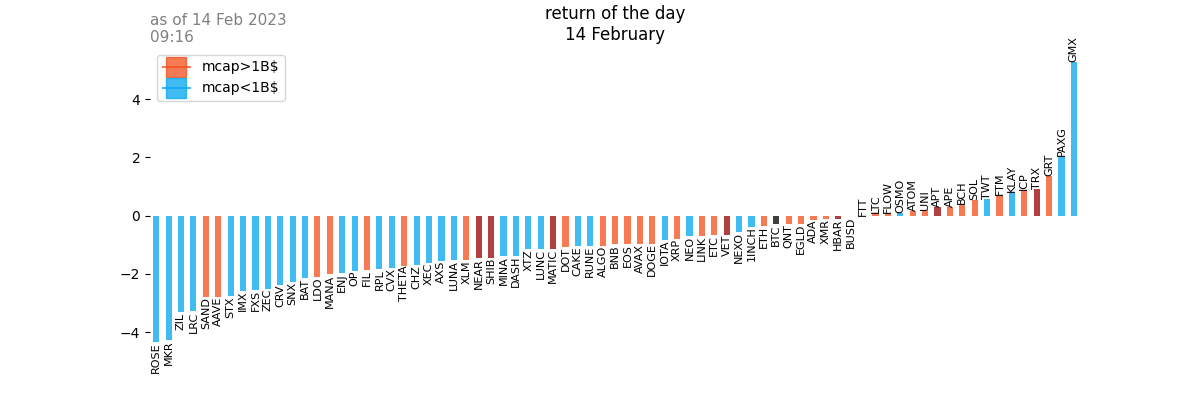 as of 14 Feb 2023
09:16
return of the day
14 February
mcap>1B$
mcap<1B$
4
2
0
−2
−4
ROSE
MKR
ZIL
LRC
SAND
AAVE
STX
IMX
FXS
ZEC
CRV
SNX
BAT
LDO
MANA
ENJ
OP
FIL
RPL
CVX
THETA
CHZ
XEC
AXS
LUNA
XLM
NEAR
SHIB
MINA
DASH
XTZ
LUNC
MATIC
DOT
CAKE
RUNE
ALGO
BNB
EOS
AVAX
DOGE
IOTA
XRP
NEO
LINK
ETC
VET
NEXO
1INCH
ETH
BTC
QNT
EGLD
ADA
XMR
HBAR
BUSD
FTT
LTC
FLOW
OSMO
ATOM
UNI
APT
APE
BCH
SOL
TWT
FTM
KLAY
ICP
TRX
GRT
PAXG
GMX